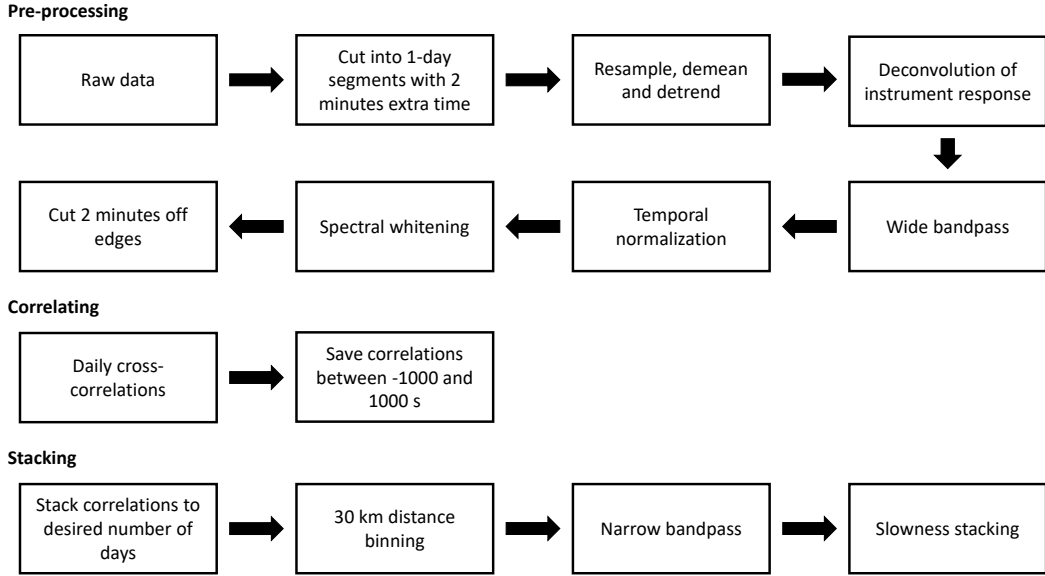 Pre-processing
Raw data
Cut into 1-day
segments with 2
minutes extra time
Resample, demean
and detrend
Deconvolution of
instrument response
Wide bandpass
Temporal
normalization
Spectral whitening
Cut 2 minutes off
edges
Correlating
Daily cross-
correlations
Save correlations
between -1000 and
1000 s
Stacking
Stack correlations to
desired number of
days
30 km distance
binning
Narrow bandpass
Slowness stacking